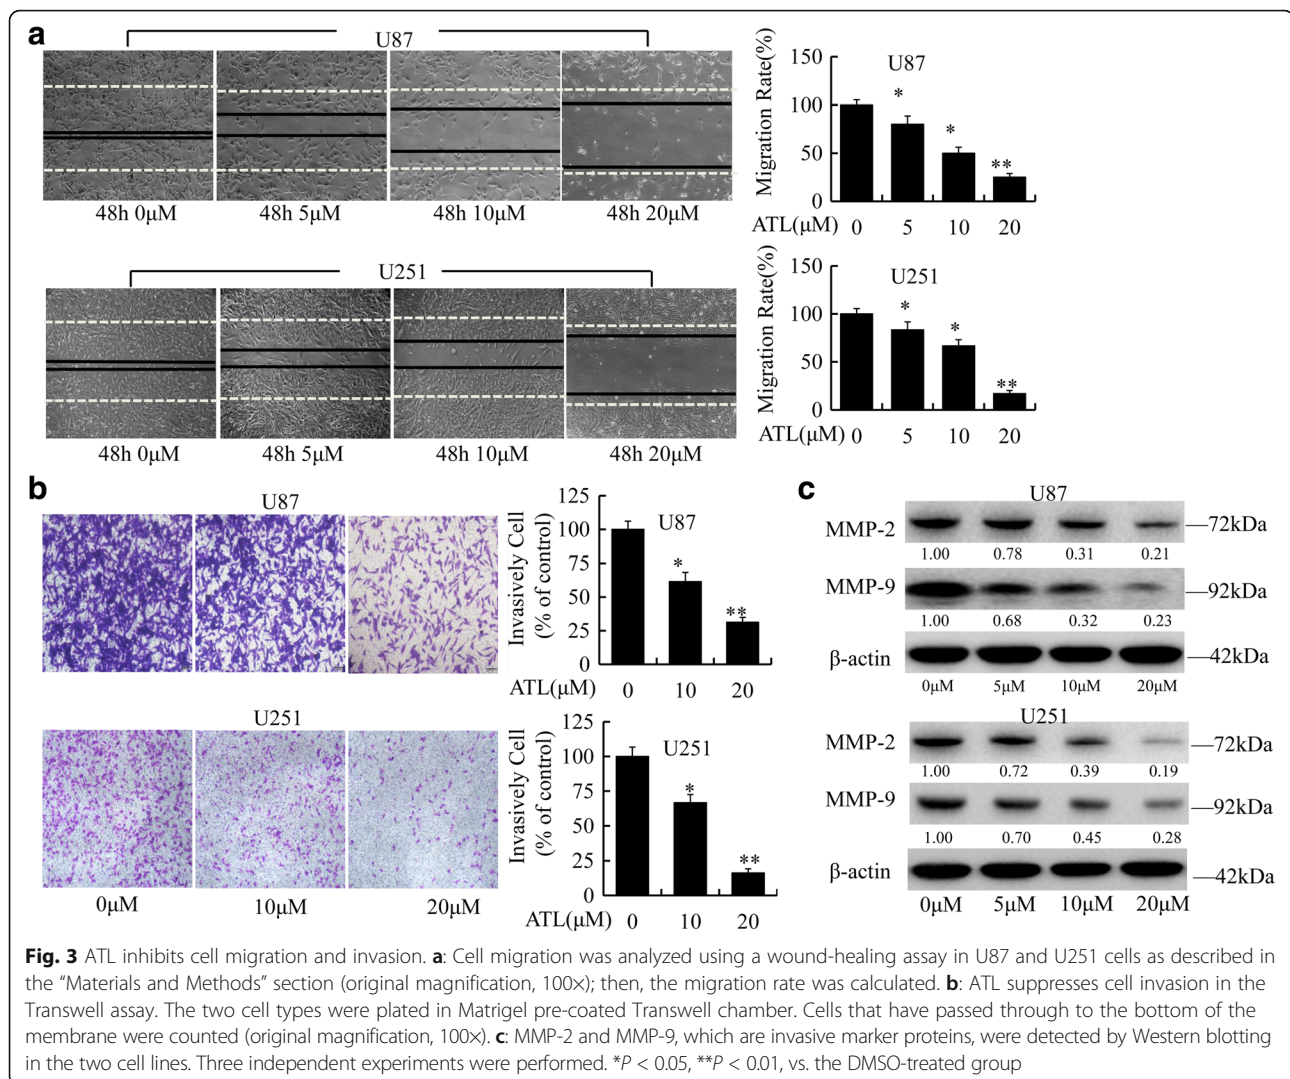 a
U87
48h 0μM 48h 5μM 48h 10μM 48h 20μM
Migration Rate(%)
150
100
50
0
U87
*
*
**
ATL(μM) 0 5 10 20
U251
48h 0μM 48h 5μM 48h 10μM 48h 20μM
Migration Rate(%)
150
100
50
0
U251
*
*
**
ATL(μM) 0 5 10 20
b
U87
Invasively Cell
(% of control)
125
100
75
50
25
0
U87
*
**
ATL(μM) 0 10 20
U251
0μM 10μM 20μM
Invasively Cell
(% of control)
125
100
75
50
25
0
U251
*
**
ATL(μM) 0 10 20
c
U87
MMP-2 —72kDa
1.00 0.78 0.31 0.21
MMP-9 —92kDa
1.00 0.68 0.32 0.23
β-actin —42kDa
0μM 5μM 10μM 20μM
U251
MMP-2 —72kDa
1.00 0.72 0.39 0.19
MMP-9 —92kDa
1.00 0.70 0.45 0.28
β-actin —42kDa
0μM 5μM 10μM 20μM
Fig. 3 ATL inhibits cell migration and invasion. a: Cell migration was analyzed using a wound-healing assay in U87 and U251 cells as described in
the “Materials and Methods” section (original magnification, 100×); then, the migration rate was calculated. b: ATL suppresses cell invasion in the
Transwell assay. The two cell types were plated in Matrigel pre-coated Transwell chamber. Cells that have passed through to the bottom of the
membrane were counted (original magnification, 100×). c: MMP-2 and MMP-9, which are invasive marker proteins, were detected by Western blotting
in the two cell lines. Three independent experiments were performed. *P < 0.05, **P < 0.01, vs. the DMSO-treated group